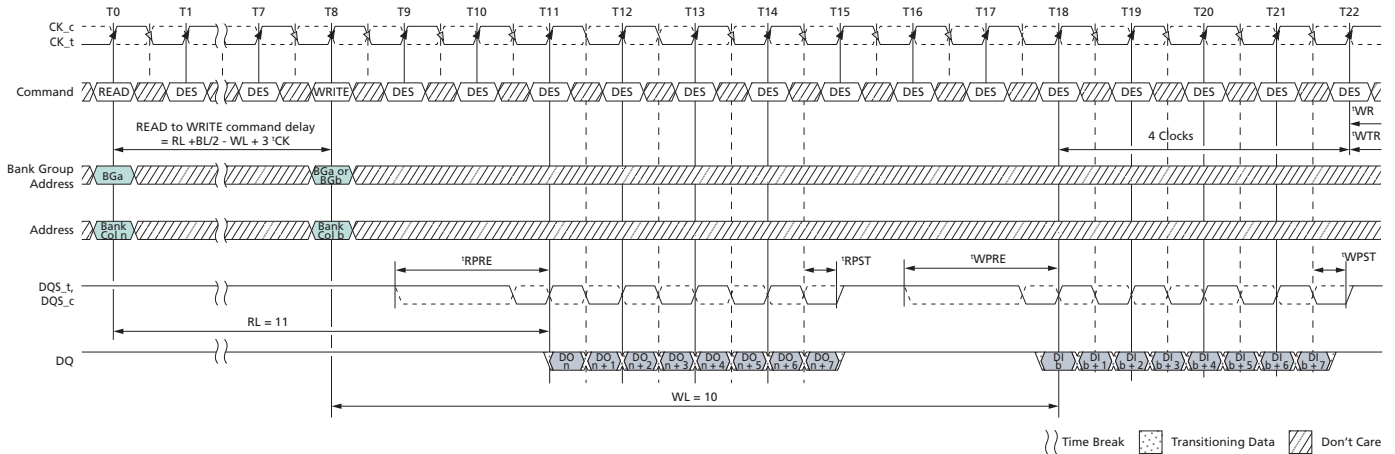 T0 T1 T7 T8 T9 T10 T11 T12 T13 T14 T15 T16 T17 T18 T19 T20 T21 T22
CK_c
CK_t
Command READ DES DES WRITE DES DES DES DES DES DES DES DES DES DES DES DES DES DES
tWR
READ to WRITE command delay
= RL +BL/2 - WL + 3 tCK
4 Clocks
tWTR
Bank Group
Address
BGa
BGa or
BGb
Address
Bank
Col n
Bank
Col b
tRPRE tRPST tWPRE tWPST
DQS_t,
DQS_c
RL = 11
DQ
DO
n
DO
n + 1
DO
n + 2
DO
n + 3
DO
n + 4
DO
n + 5
DO
n + 6
DO
n + 7
DI
b
DI
b + 1
DI
b + 2
DI
b + 3
DI
b + 4
DI
b + 5
DI
b + 6
DI
b + 7
WL = 10
Time Break Transitioning Data Don't Care